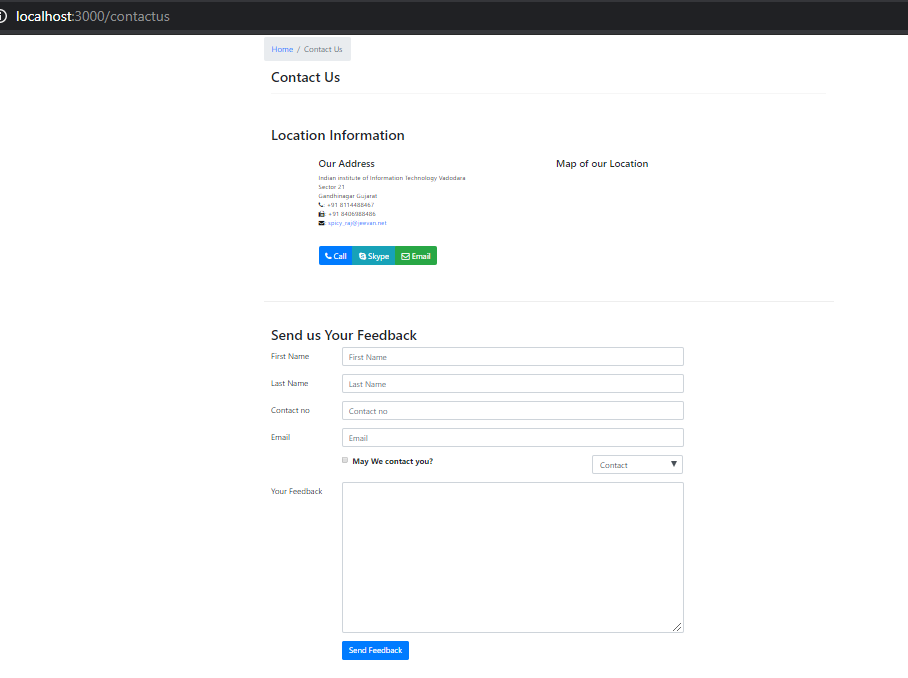 localhost:3000/contactus
Home / Contact Us
Contact Us
Location Information
Our Address
Indian institute of Information Technology Vadodara
Sector 21
Gandhinagar Gujarat
: +91 8114488467
: +91 8406988486
: spicy_raj@jeevan.net
Map of our Location
Call Skype Email
Send us Your Feedback
First Name First Name
Last Name Last Name
Contact no Contact no
Email Email
May We contact you? Contact
Your Feedback
Send Feedback